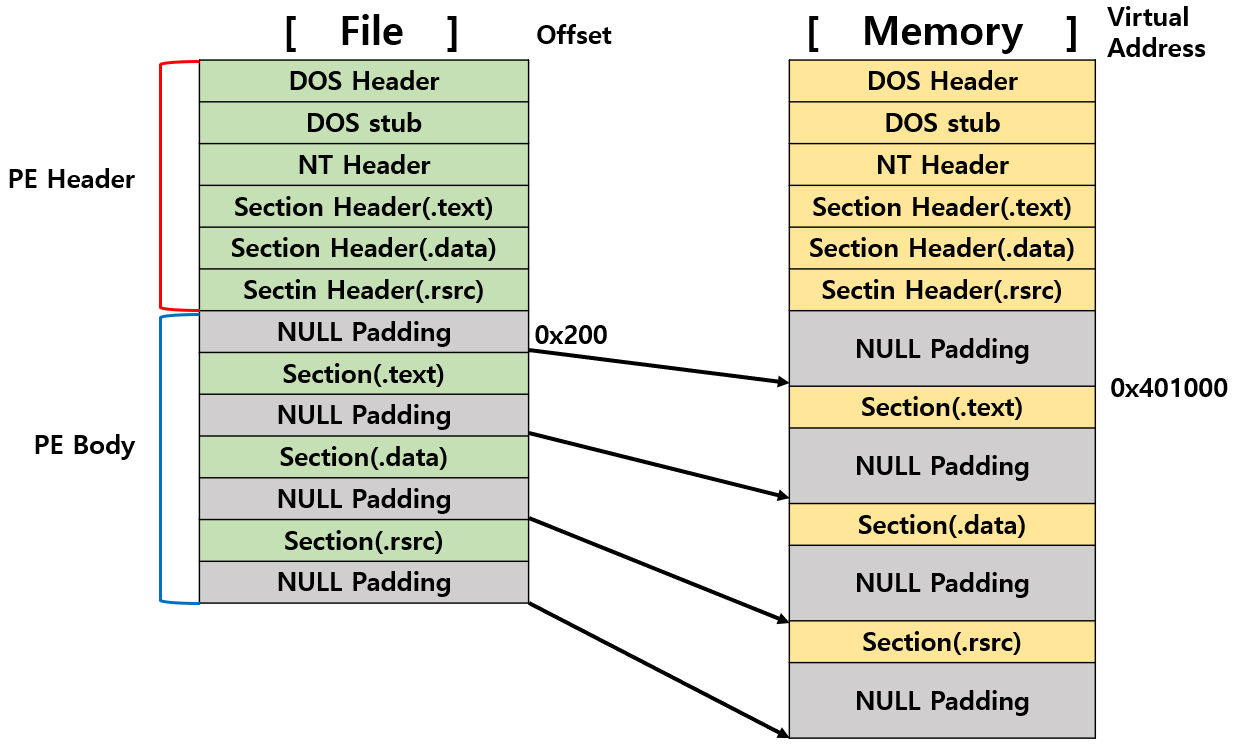 [ File ]
Offset
[ Memory ]
Virtual
Address
PE Header
DOS Header
DOS stub
NT Header
Section Header(.text)
Section Header(.data)
Sectin Header(.rsrc)
PE Body
NULL Padding
0x200
Section(.text)
NULL Padding
Section(.data)
NULL Padding
Section(.rsrc)
NULL Padding
DOS Header
DOS stub
NT Header
Section Header(.text)
Section Header(.data)
Sectin Header(.rsrc)
NULL Padding
0x401000
Section(.text)
NULL Padding
Section(.data)
NULL Padding
Section(.rsrc)
NULL Padding